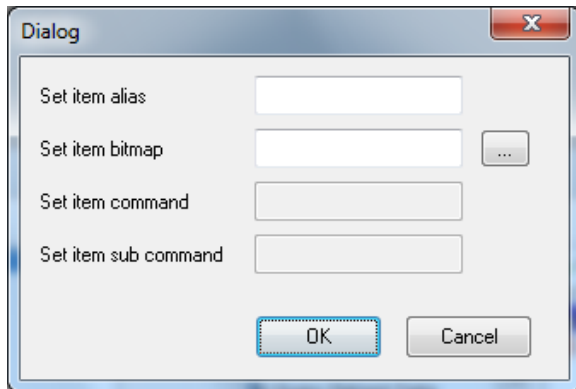 Dialog
Set item alias
Set item bitmap
...
Set item command
Set item sub command
OK
Cancel